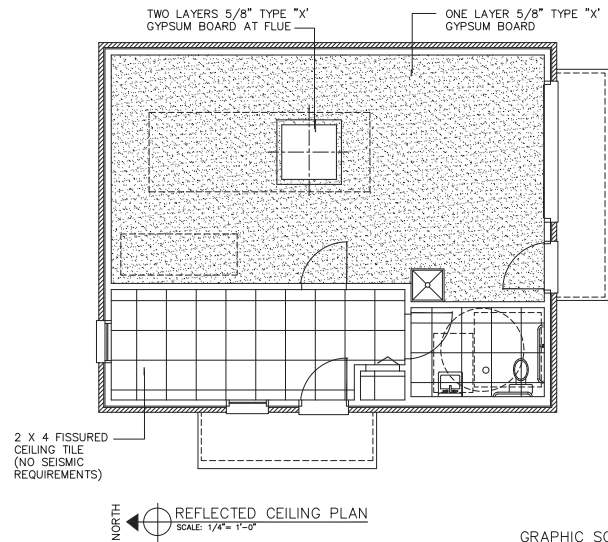 TWO LAYERS 5/8" TYPE "X'
GYPSUM BOARD AT FLUE
ONE LAYER 5/8" TYPE "X'
GYPSUM BOARD
2 X 4 FISSURED
CEILING TILE
(NO SEISMIC
REQUIREMENTS)
NORTH
REFLECTED CEILING PLAN
SCALE: 1/4"= 1'-0"
GRAPHIC SC